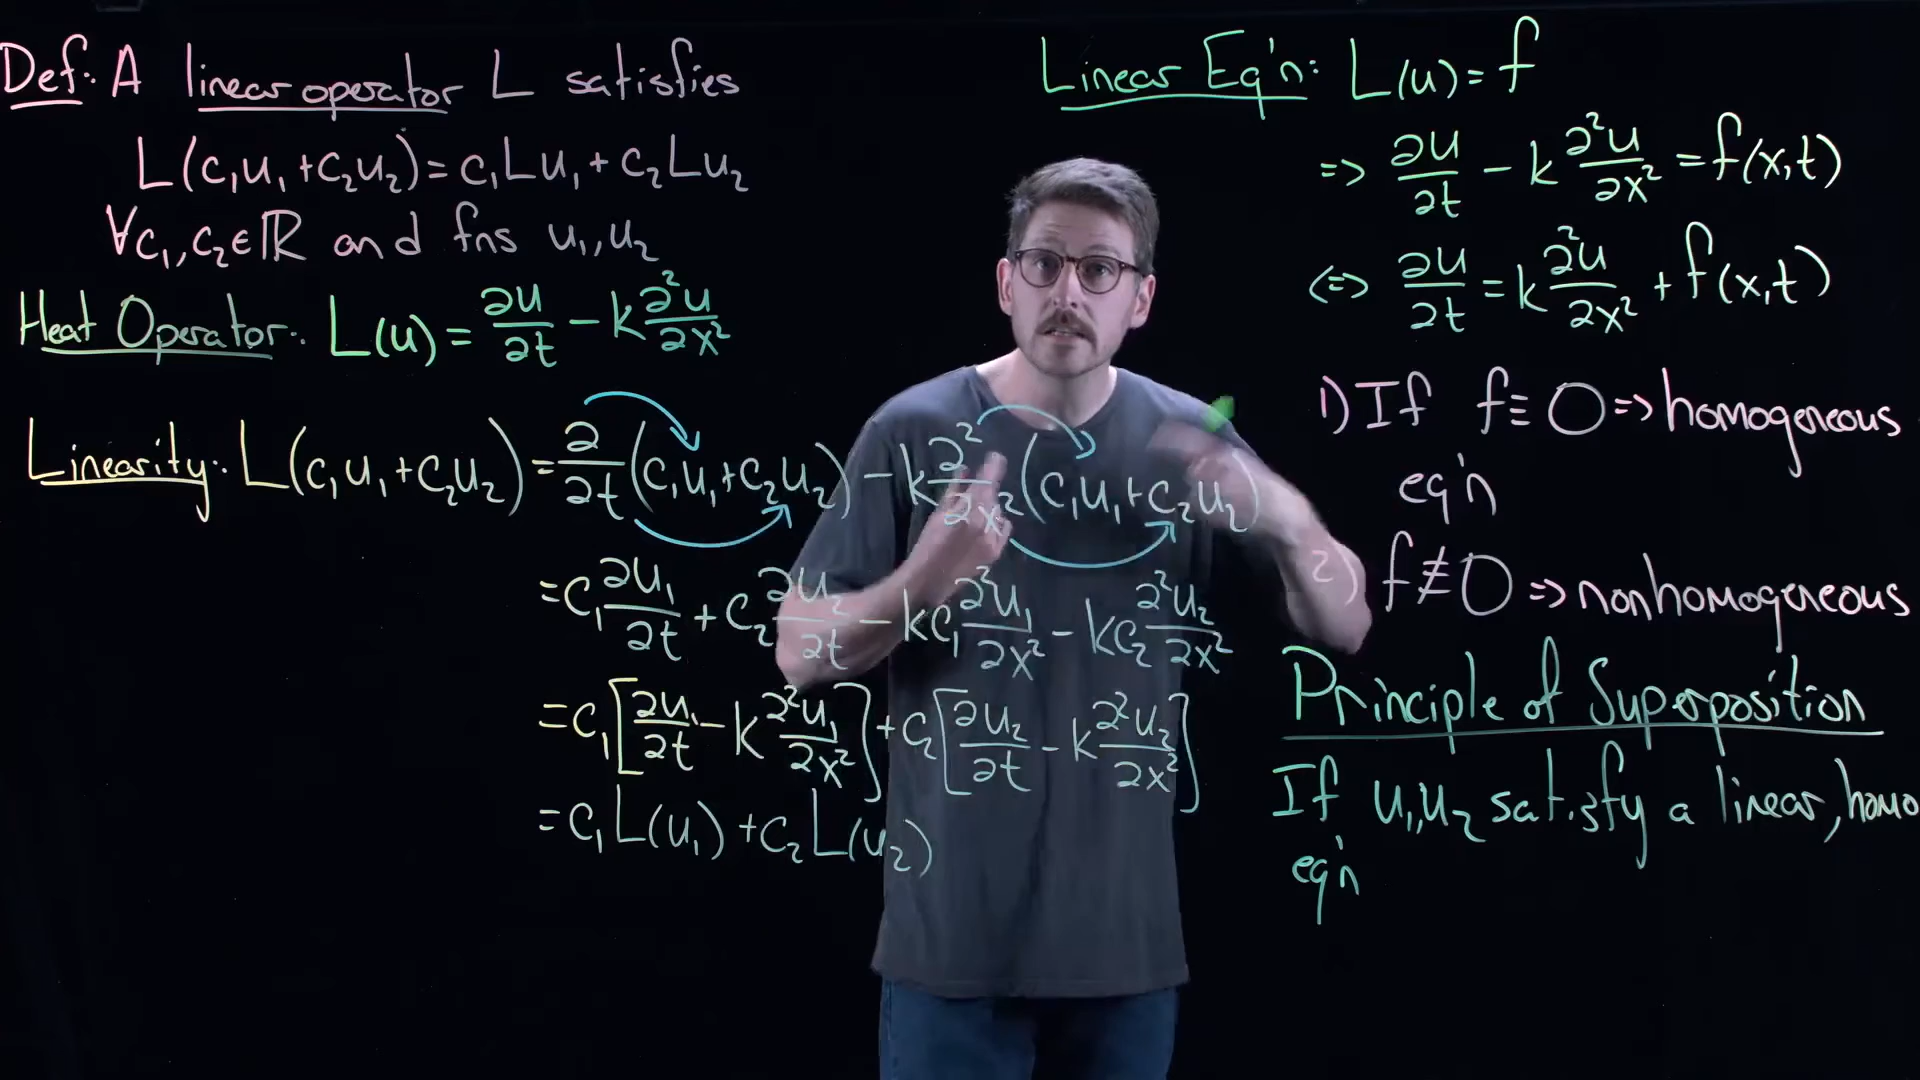 Def: A linear operator L satisfies
L(c₁u₁+c₂u₂)=c₁Lu₁+c₂Lu₂
∀c₁,c₂∈ℝ and fns u₁,u₂
Heat Operator: L(u)=∂u/∂t-k∂²u/∂x²
Linearity: L(c₁u₁+c₂u₂)=∂/∂t(c₁u₁+c₂u₂)-k∂²/∂x²(c₁u₁+c₂u₂)
=c₁∂u₁/∂t+c₂∂u₂/∂t-kc₁∂²u₁/∂x²-kc₂∂²u₂/∂x²
=c₁[∂u₁/∂t-k∂²u₁/∂x²]+c₂[∂u₂/∂t-k∂²u₂/∂x²]
=c₁L(u₁)+c₂L(u₂)
Linear Eq'n: L(u)=f
=> ∂u/∂t-k∂²u/∂x²=f(x,t)
<=> ∂u/∂t=k∂²u/∂x²+f(x,t)
1) If f≡0=>homogeneous
eq'n
2) f≢0=>nonhomogeneous
Principle of Superposition
If u₁,u₂ satisfy a linear, homo
eq'n